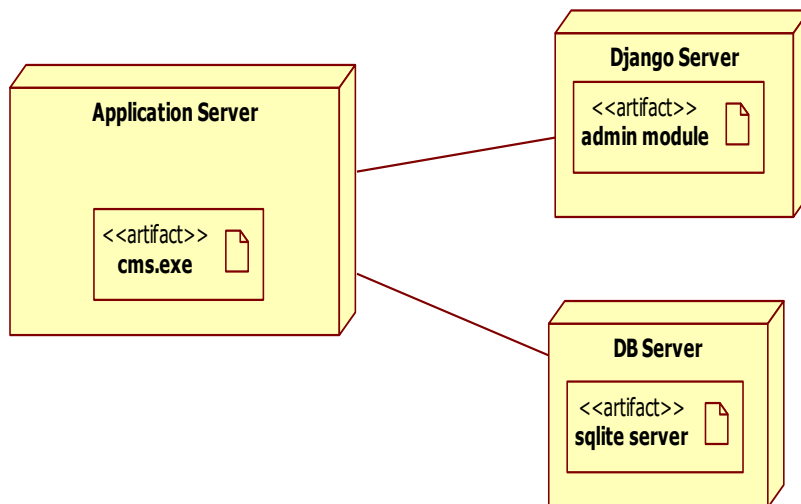 Application Server
<<artifact>>
cms.exe
Django Server
<<artifact>>
admin module
DB Server
<<artifact>>
sqlite server